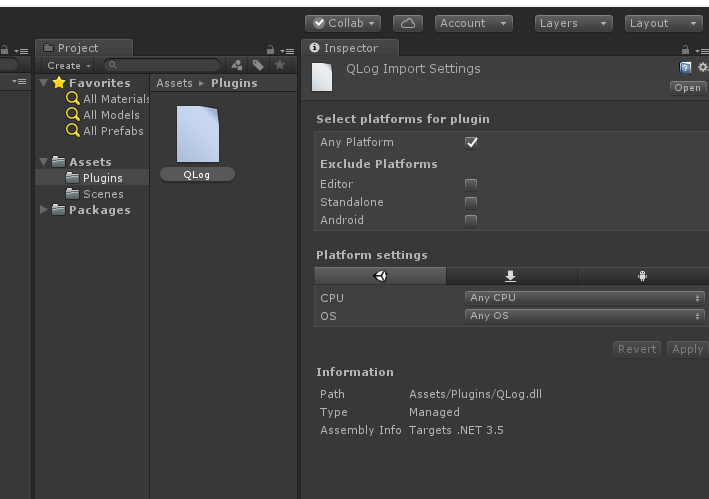 Collab
Account
Layers
Layout
Project
Create
Favorites
All Materials
All Models
All Prefabs
Assets
Plugins
Scenes
Packages
Assets ▸ Plugins
QLog
Inspector
QLog Import Settings
Open
Select platforms for plugin
Any Platform
Exclude Platforms
Editor
Standalone
Android
Platform settings
CPU Any CPU
OS Any OS
Revert Apply
Information
Path Assets/Plugins/QLog.dll
Type Managed
Assembly Info Targets .NET 3.5